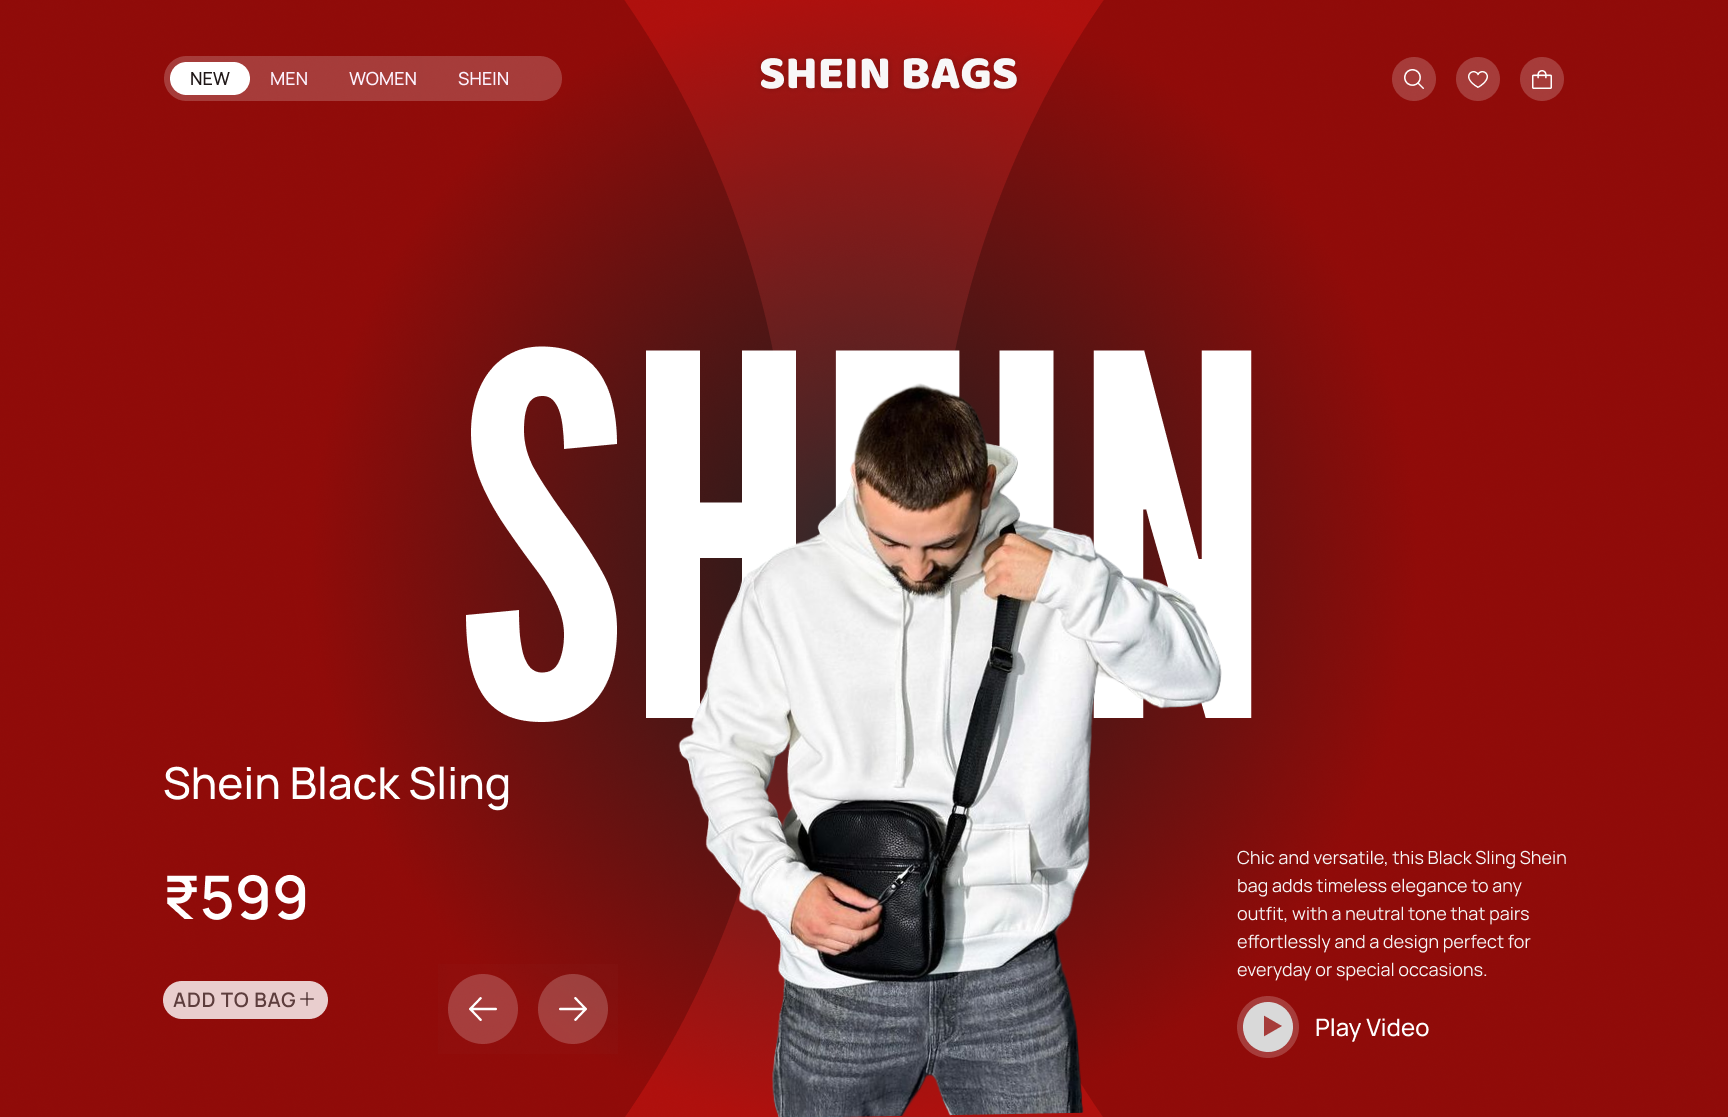 NEW MEN WOMEN SHEIN
SHEIN BAGS
SHEIN
Shein Black Sling
₹599
ADD TO BAG+
Chic and versatile, this Black Sling Shein
bag adds timeless elegance to any
outfit, with a neutral tone that pairs
effortlessly and a design perfect for
everyday or special occasions.
Play Video